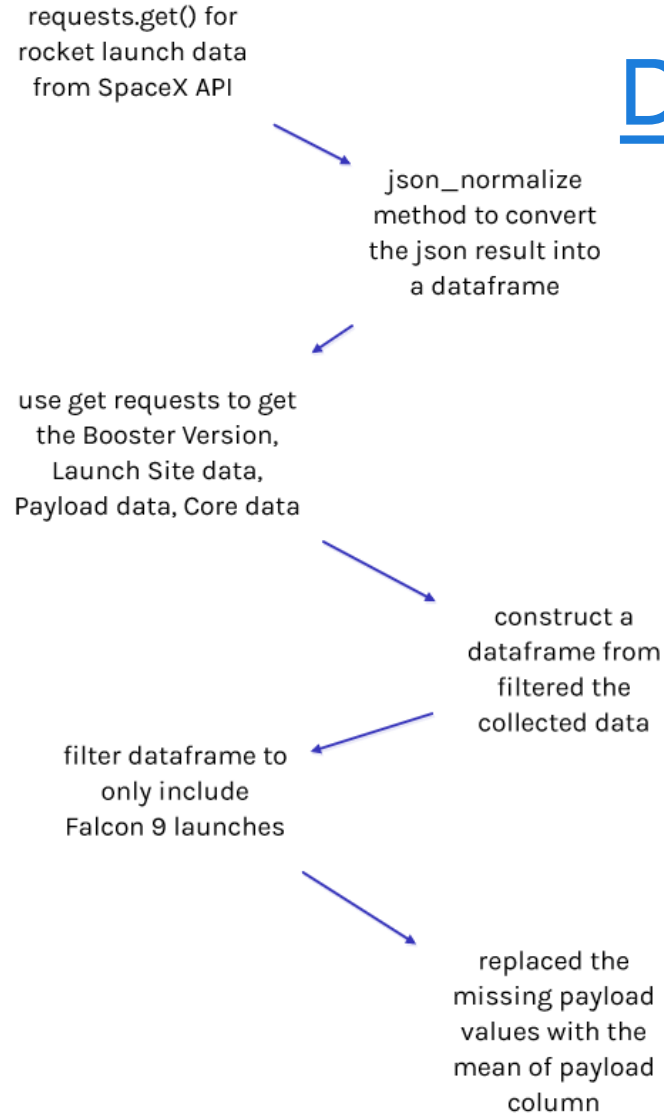 requests.get() for
rocket launch data
from SpaceX API
D
json_normalize
method to convert
the json result into
a dataframe
use get requests to get
the Booster Version,
Launch Site data,
Payload data, Core data
construct a
dataframe from
filtered the
collected data
filter dataframe to
only include
Falcon 9 launches
replaced the
missing payload
values with the
mean of payload
column